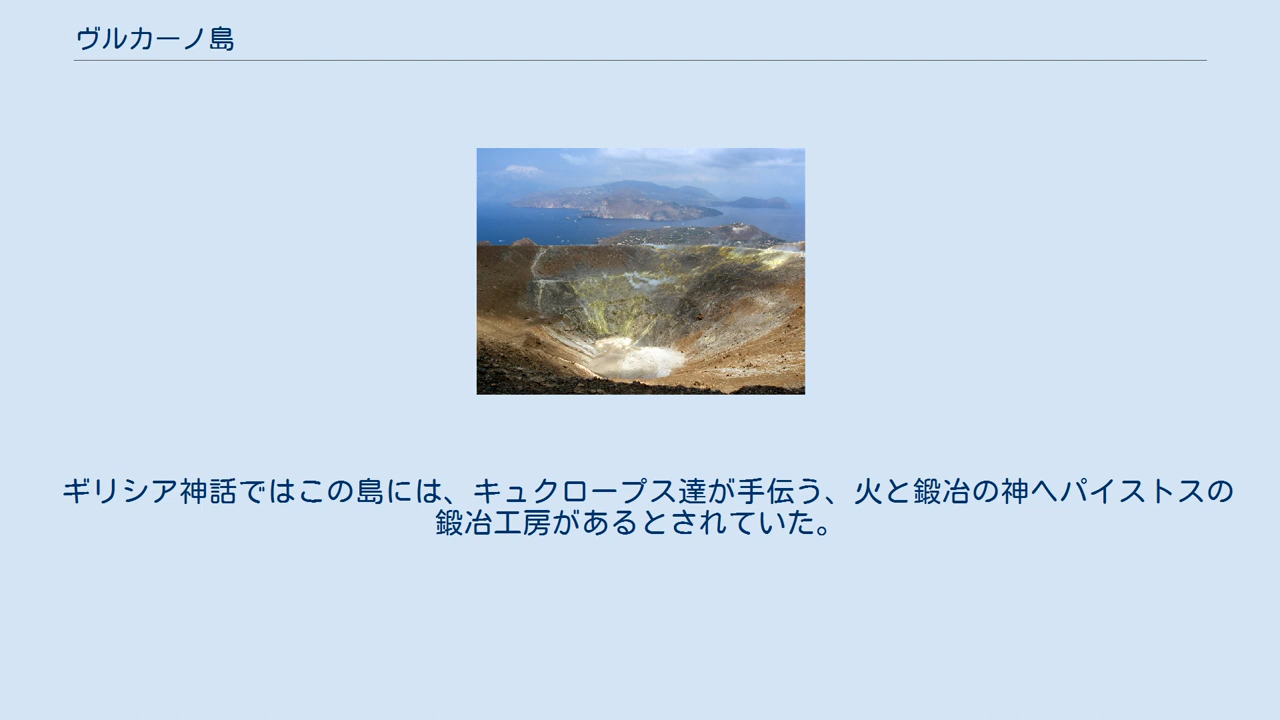 ヴルカーノ島
ギリシア神話ではこの島には、キュクロープス達が手伝う、火と鍛冶の神ヘパイストスの
鍛冶工房があるとされていた。